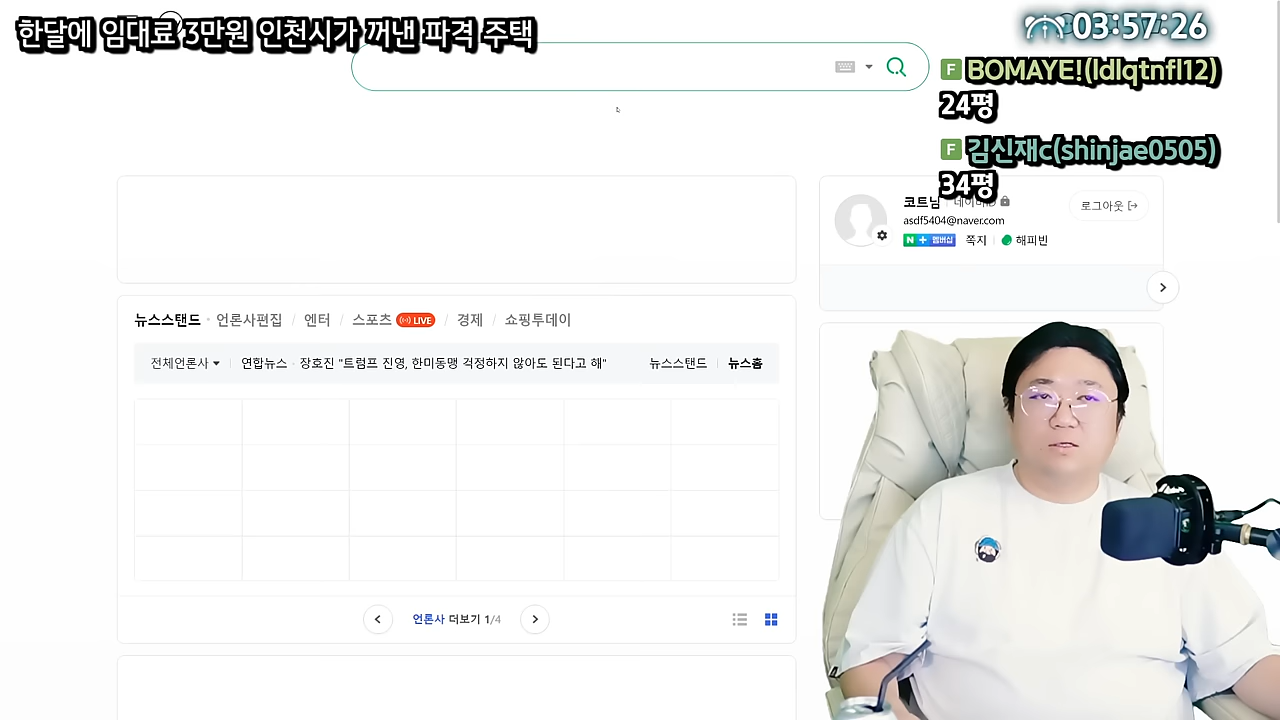 한달에 임대료 3만원 인천시가 꺼낸 파격 주택
03:57:26
F BOMAYE!(ldlqtnfl12)
24평
F 김신재c(shinjae0505)
34평
코트님
로그아웃
asdf5404@naver.com
N + 멤버십 쪽지 해피빈
뉴스스탠드 · 언론사편집 / 엔터 / 스포츠 LIVE / 경제 / 쇼핑투데이
전체언론사 연합뉴스 · 장호진 "트럼프 진영, 한미동맹 걱정하지 않아도 된다고 해" 뉴스스탠드 뉴스홈
언론사 더보기 1/4